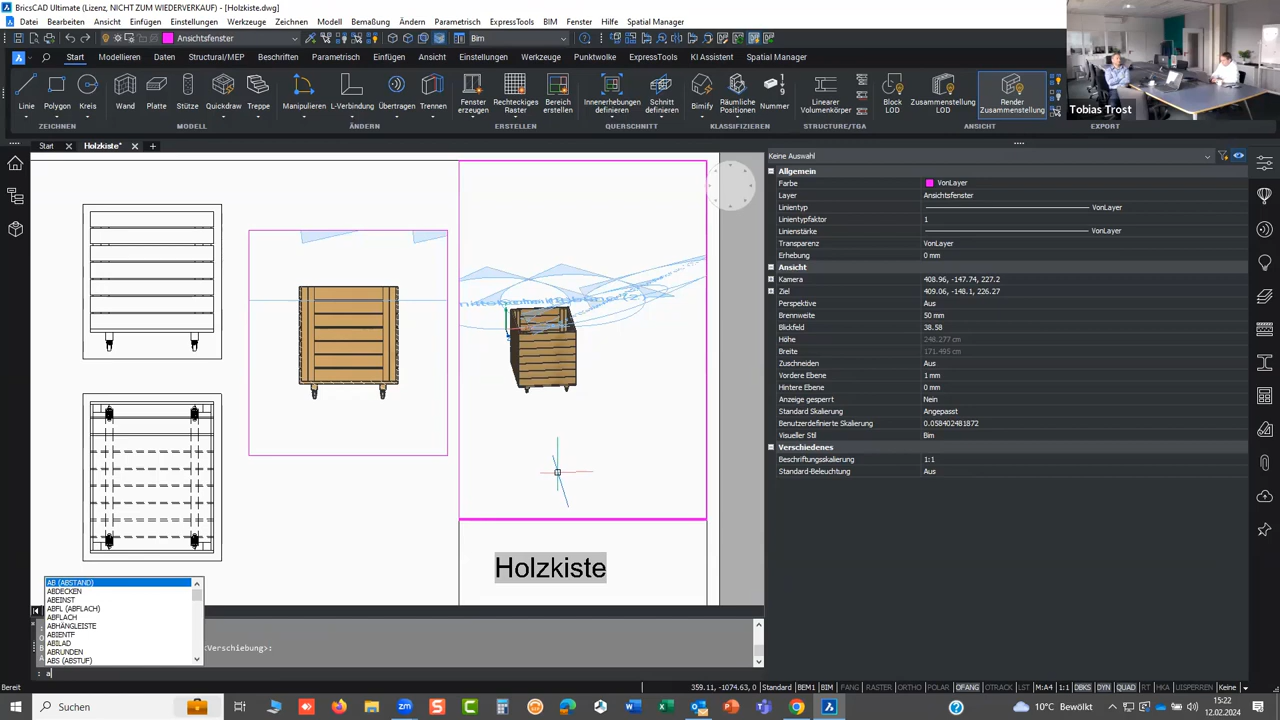 BricsCAD Ultimate (Lizenz, NICHT ZUM WIEDERVERKAUF) - [Holzkiste.dwg]
Datei Bearbeiten Ansicht Einfügen Einstellungen Werkzeuge Zeichnen Modell Bemaßung Ändern Parametrisch ExpressTools BIM Fenster Hilfe Spatial Manager
Ansichtsfenster Bim
Start Modellieren Daten Structural/MEP Beschriften Parametrisch Einfügen Ansicht Einstellungen Werkzeuge Punktwolke ExpressTools KI Assistent Spatial Manager
Linie Polygon Kreis Wand Platte Stütze Quickdraw Treppe Manipulieren L-Verbindung Übertragen Trennen Fenster erzeugen Rechteckiges Raster Bereich erstellen Innerhebungen definieren Schnitt definieren Bimify Räumliche Positionen Nummer Linearer Volumenkörper Block LOD Zusammenstellung LOD Render Zusammenstellung
ZEICHNEN MODELL ÄNDERN ERSTELLEN QUERSCHNITT KLASSIFIZIEREN STRUCTURE/TGA ANSICHT EXPORT
Tobias Trost
Start Holzkiste*
Keine Auswahl
Allgemein
Farbe VonLayer
Layer Ansichtsfenster
Linientyp VonLayer
Linientypfaktor 1
Linienstärke VonLayer
Transparenz VonLayer
Erhebung 0 mm
Ansicht
Kamera 408.96, -147.74, 227.2
Ziel 409.06, -148.1, 226.27
Perspektive Aus
Brennweite 50 mm
Blickfeld 38.58
Höhe 248.277 cm
Breite 171.495 cm
Zuschneiden Aus
Vordere Ebene 1 mm
Hintere Ebene 0 mm
Anzeige gesperrt Nein
Standard Skalierung Angepasst
Benutzerdefinierte Skalierung 0.058402481872
Visueller Stil Bim
Verschiedenes
Beschriftungsskalierung 1:1
Standard-Beleuchtung Aus
Holzkiste
AB (ABSTAND)
ABDECKEN
ABEINST
ABFL (ABFLACH)
ABFLACH
ABHÄNGLEISTE
ABIENTF
ABILAD
ABRUNDEN
ABS (ABSTUF)
<Verschiebung>:
: a
Bereit 359.11, -1074.63, 0 Standard BEM1 BIM FANG RASTER ORTHO POLAR OFANG OTRACK LST M:A4 1:1 DBKS DYN QUAD RT HKA UISPERREN Keine
Suchen 10°C Bewölkt 15:22
12.02.2024